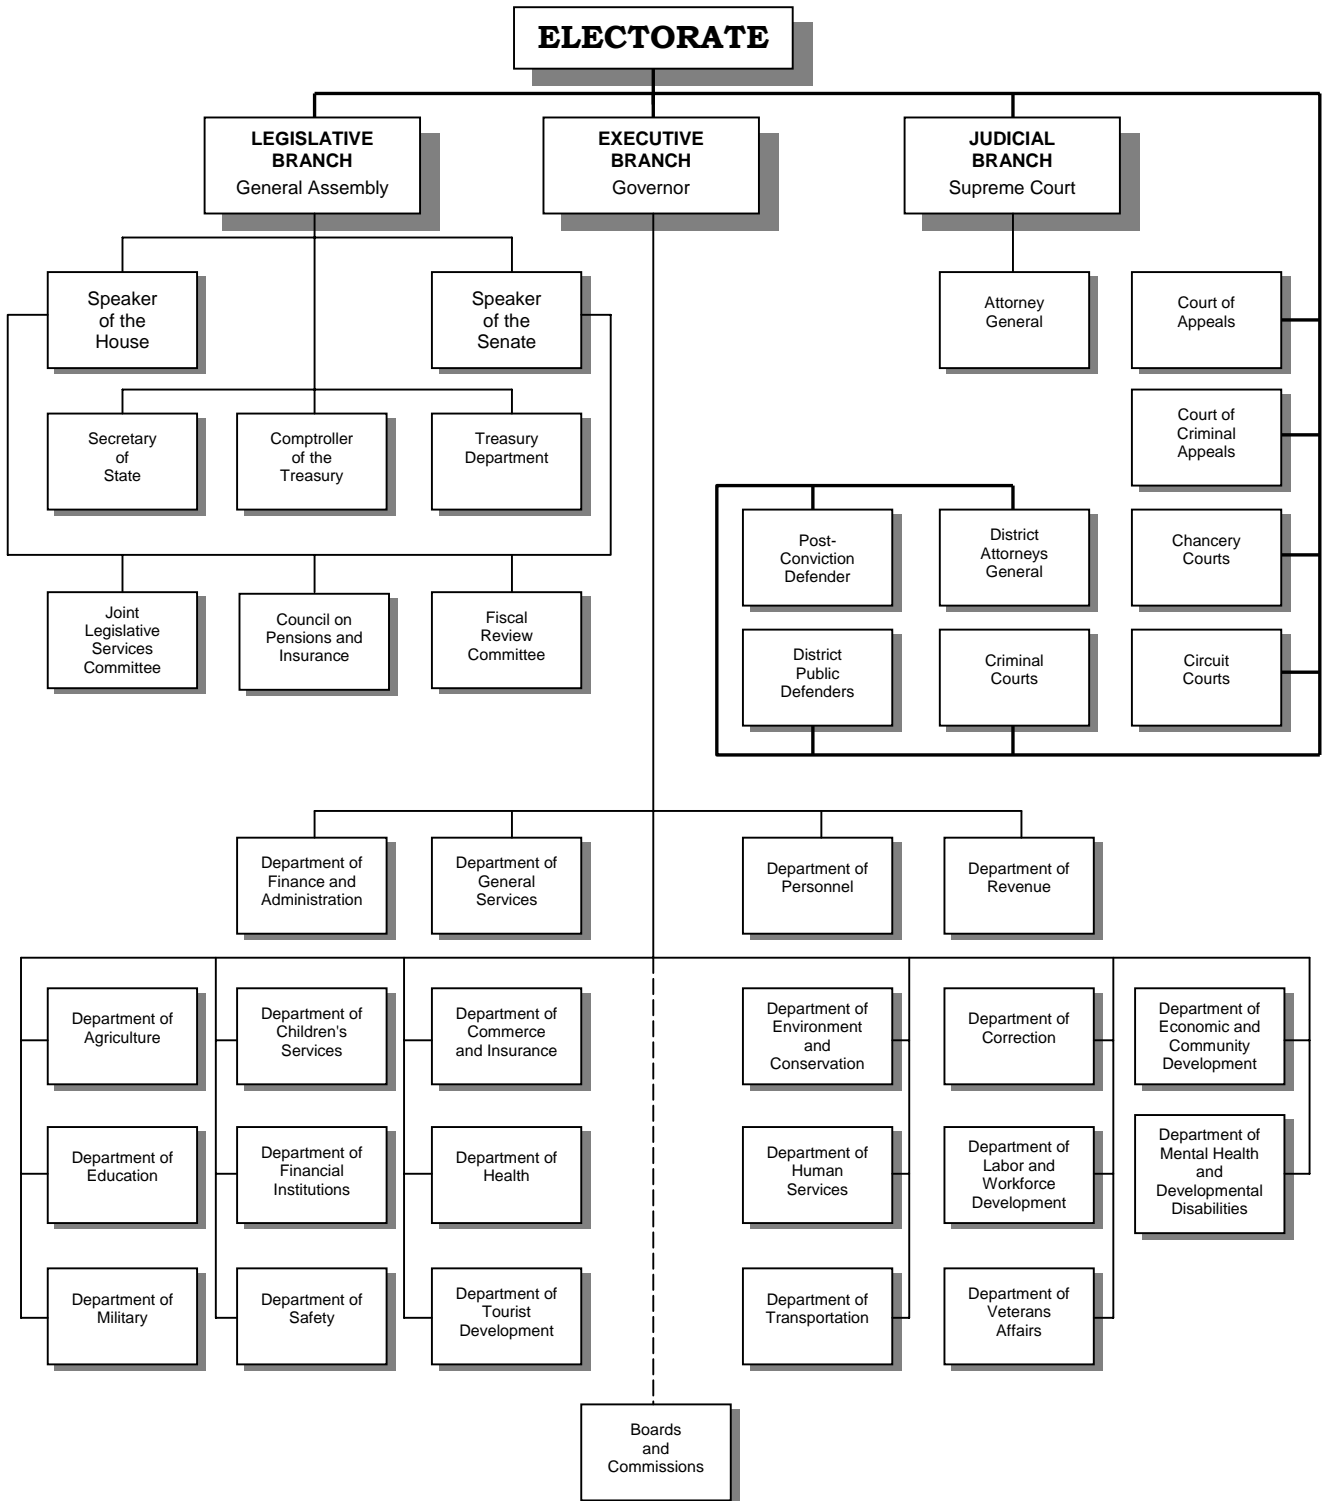 ELECTORATE
LEGISLATIVE
BRANCH
General Assembly
EXECUTIVE
BRANCH
Governor
JUDICIAL
BRANCH
Supreme Court
Speaker
of the
House
Speaker
of the
Senate
Attorney
General
Court of
Appeals
Secretary
of
State
Comptroller
of the
Treasury
Treasury
Department
Court of
Criminal
Appeals
Post-
Conviction
Defender
District
Attorneys
General
Chancery
Courts
Joint
Legislative
Services
Committee
Council on
Pensions and
Insurance
Fiscal
Review
Committee
District
Public
Defenders
Criminal
Courts
Circuit
Courts
Department of
Finance and
Administration
Department of
General
Services
Department of
Personnel
Department of
Revenue
Department of
Agriculture
Department of
Children's
Services
Department of
Commerce
and Insurance
Department of
Environment
and
Conservation
Department of
Correction
Department of
Economic and
Community
Development
Department of
Education
Department of
Financial
Institutions
Department of
Health
Department of
Human
Services
Department of
Labor and
Workforce
Development
Department of
Mental Health
and
Developmental
Disabilities
Department of
Military
Department of
Safety
Department of
Tourist
Development
Department of
Transportation
Department of
Veterans
Affairs
Boards
and
Commissions